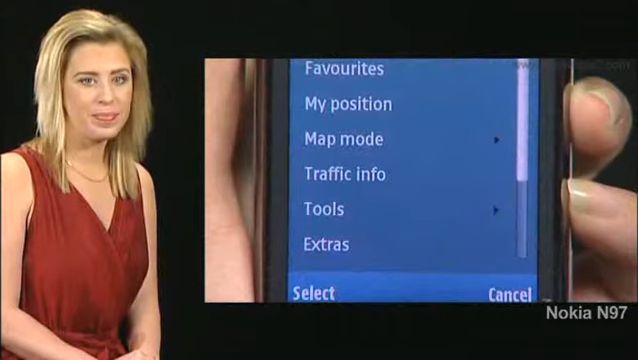 Favourites
My position
Map mode
Traffic info
Tools
Extras
Select Cancel
Nokia N97